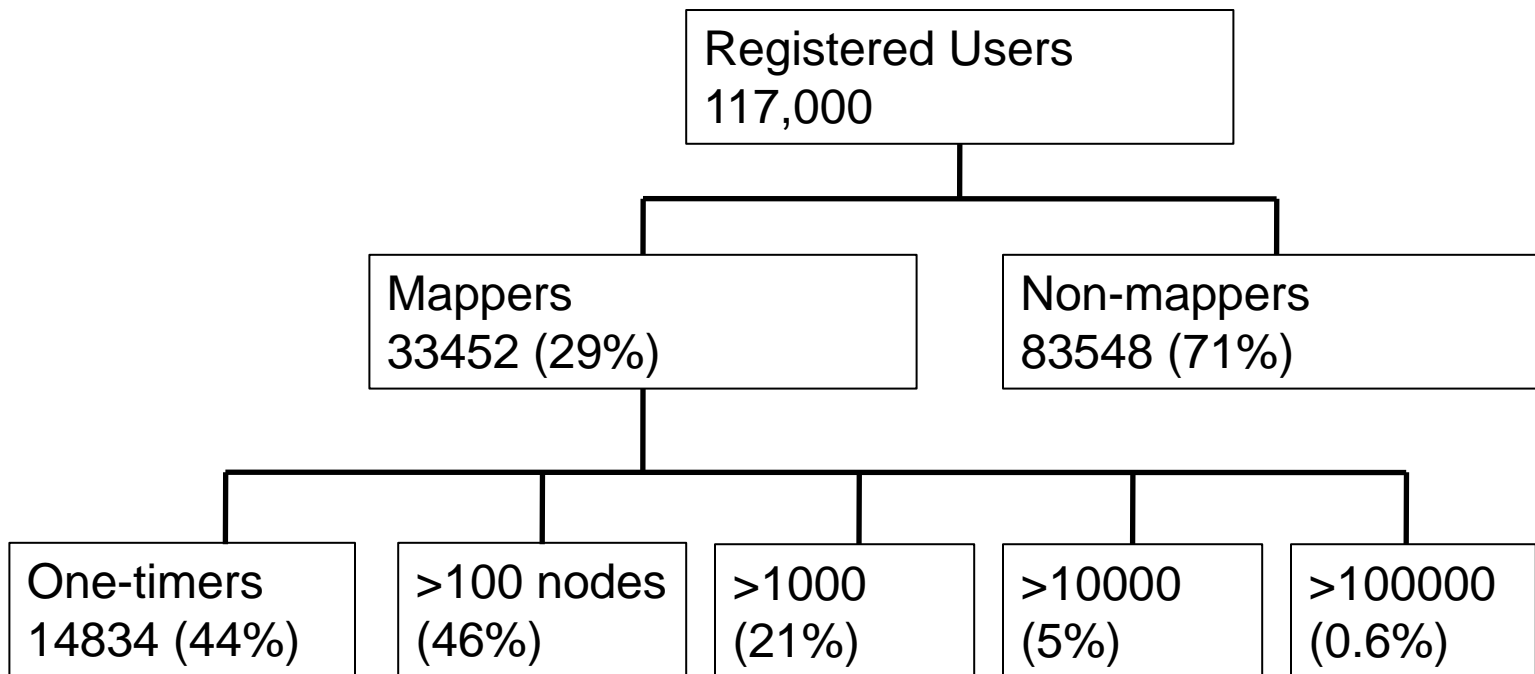 Registered Users
117,000
Mappers
33452 (29%)
Non-mappers
83548 (71%)
One-timers
14834 (44%)
>100 nodes
(46%)
>1000
(21%)
>10000
(5%)
>100000
(0.6%)